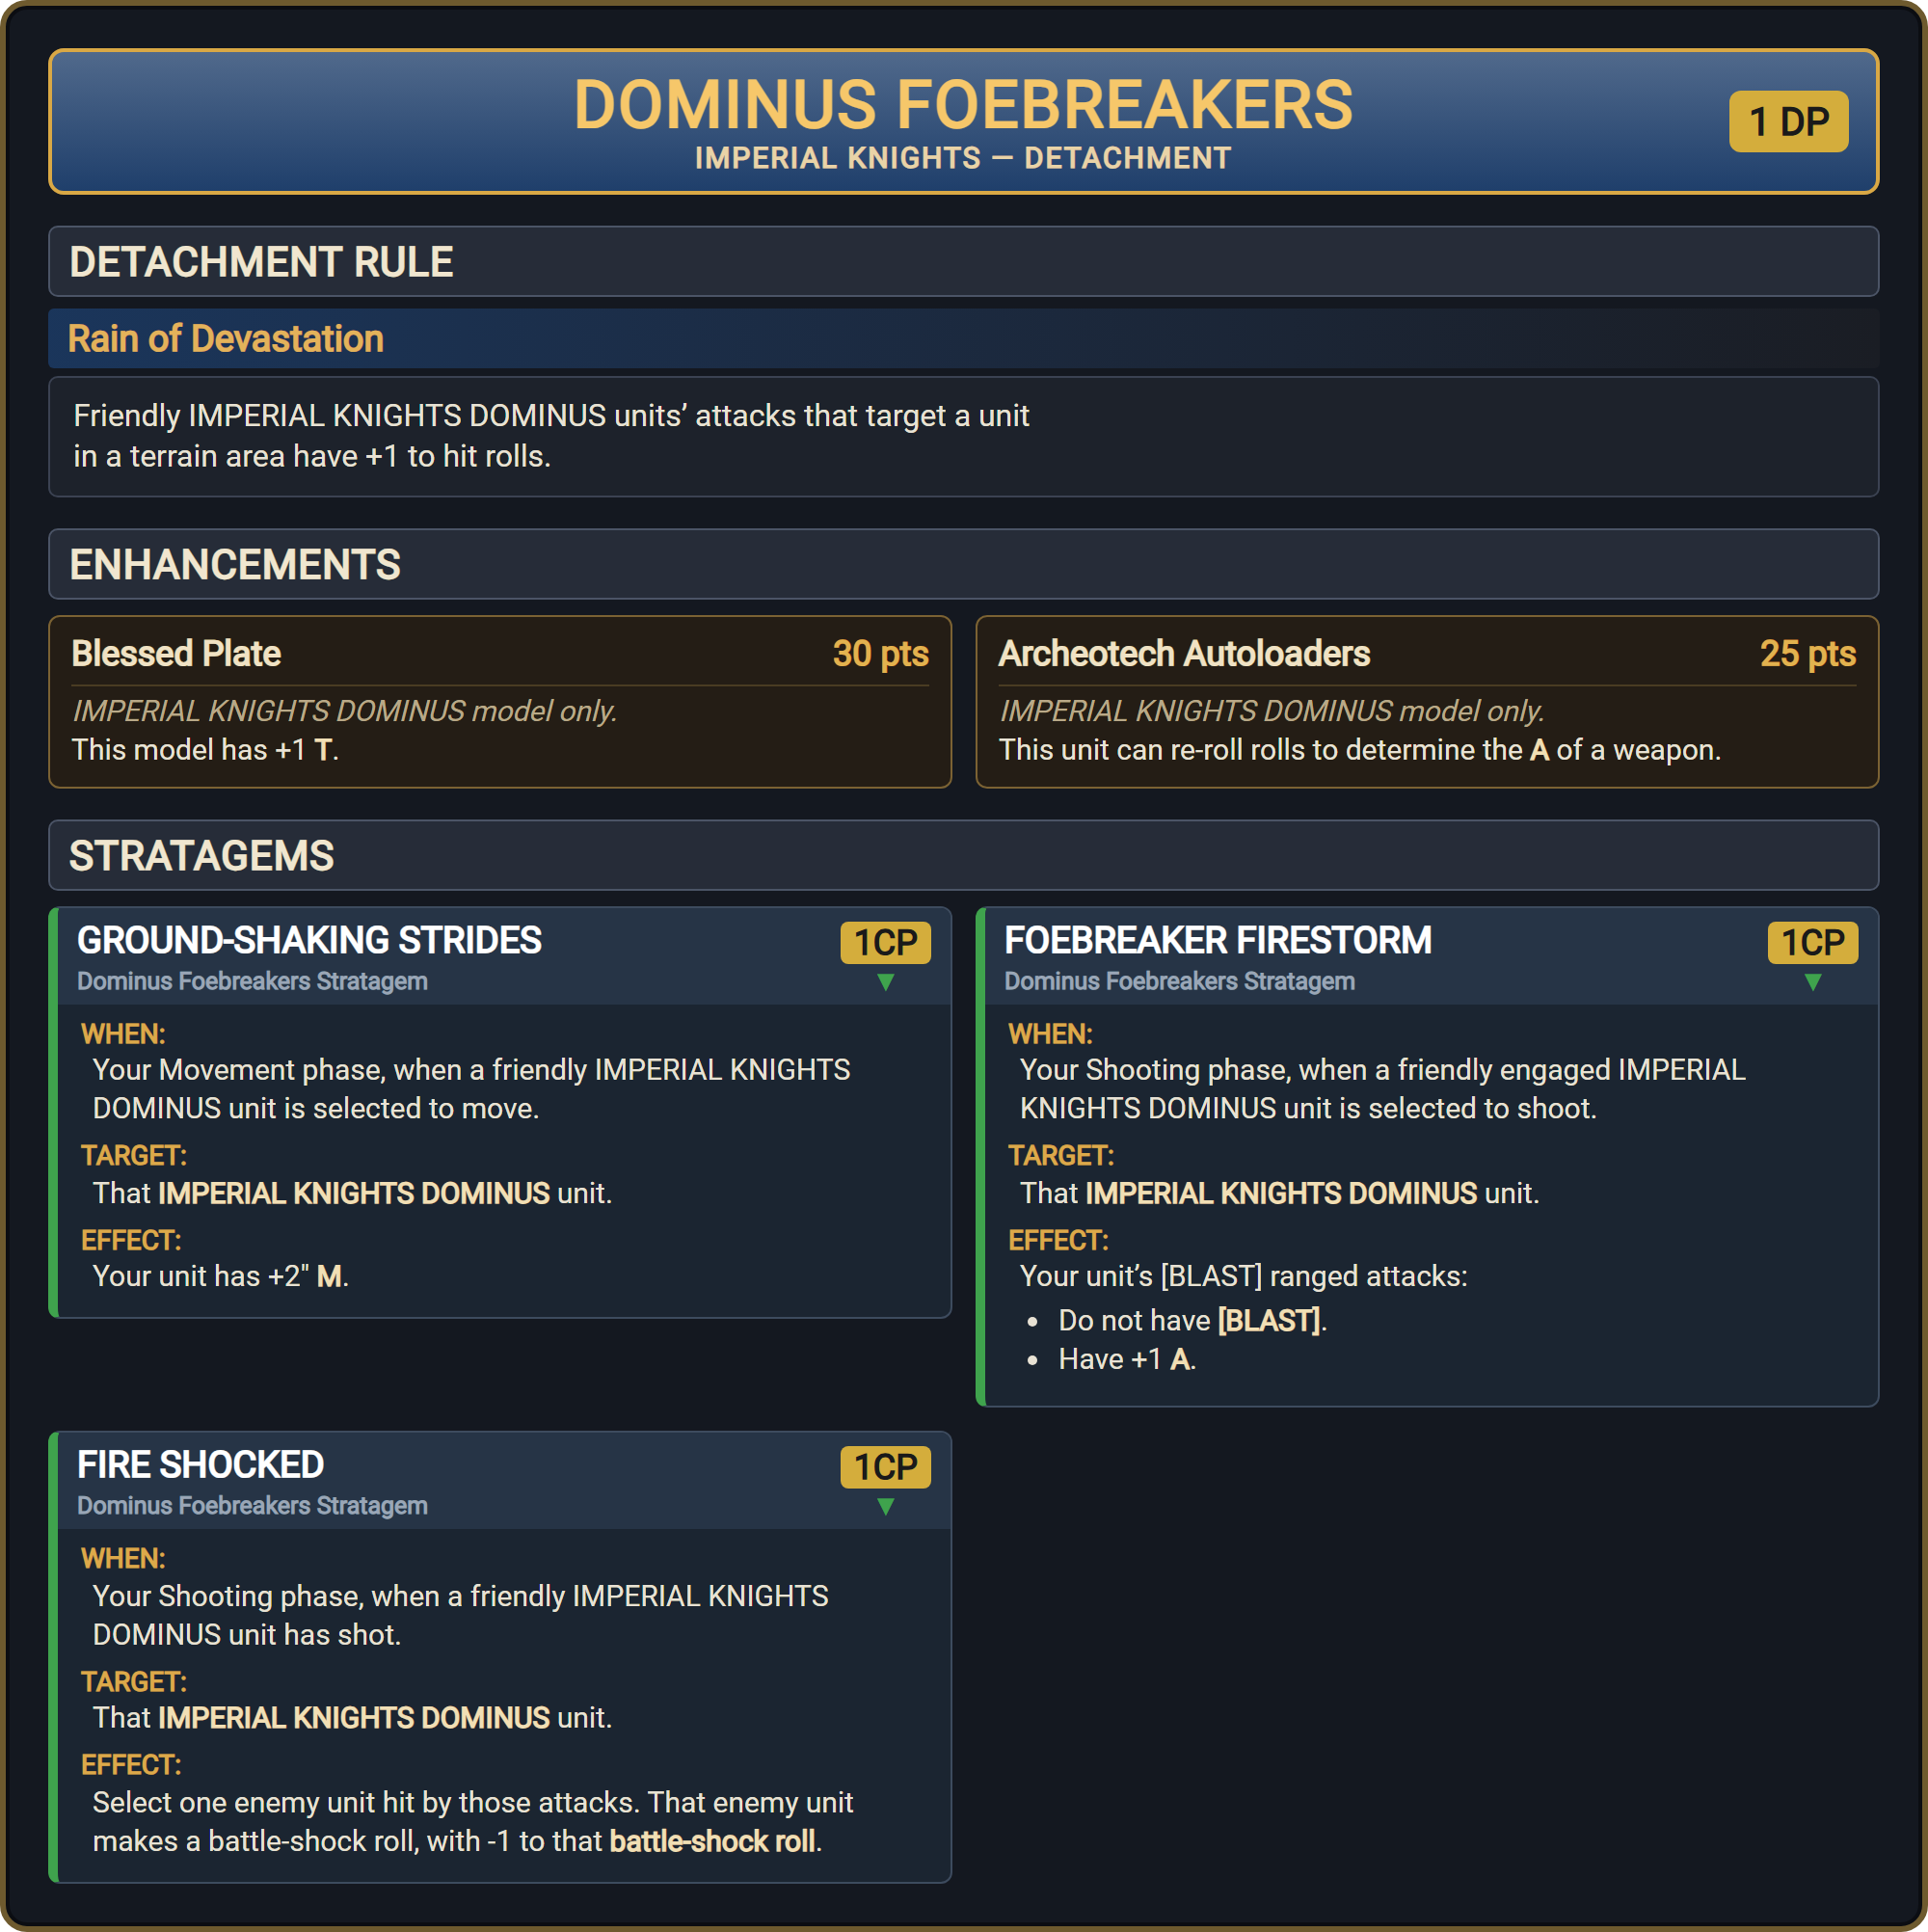 DOMINUS FOEBREAKERS
IMPERIAL KNIGHTS — DETACHMENT
1 DP
DETACHMENT RULE
Rain of Devastation
Friendly IMPERIAL KNIGHTS DOMINUS units’ attacks that target a unit
in a terrain area have +1 to hit rolls.
ENHANCEMENTS
Blessed Plate
30 pts
IMPERIAL KNIGHTS DOMINUS model only.
This model has +1 T.
Archeotech Autoloaders
25 pts
IMPERIAL KNIGHTS DOMINUS model only.
This unit can re-roll rolls to determine the A of a weapon.
STRATAGEMS
GROUND-SHAKING STRIDES
1CP
Dominus Foebreakers Stratagem
▼
WHEN:
Your Movement phase, when a friendly IMPERIAL KNIGHTS
DOMINUS unit is selected to move.
TARGET:
That IMPERIAL KNIGHTS DOMINUS unit.
EFFECT:
Your unit has +2" M.
FOEBREAKER FIRESTORM
1CP
Dominus Foebreakers Stratagem
▼
WHEN:
Your Shooting phase, when a friendly engaged IMPERIAL
KNIGHTS DOMINUS unit is selected to shoot.
TARGET:
That IMPERIAL KNIGHTS DOMINUS unit.
EFFECT:
Your unit’s [BLAST] ranged attacks:
• Do not have [BLAST].
• Have +1 A.
FIRE SHOCKED
1CP
Dominus Foebreakers Stratagem
▼
WHEN:
Your Shooting phase, when a friendly IMPERIAL KNIGHTS
DOMINUS unit has shot.
TARGET:
That IMPERIAL KNIGHTS DOMINUS unit.
EFFECT:
Select one enemy unit hit by those attacks. That enemy unit
makes a battle-shock roll, with -1 to that battle-shock roll.